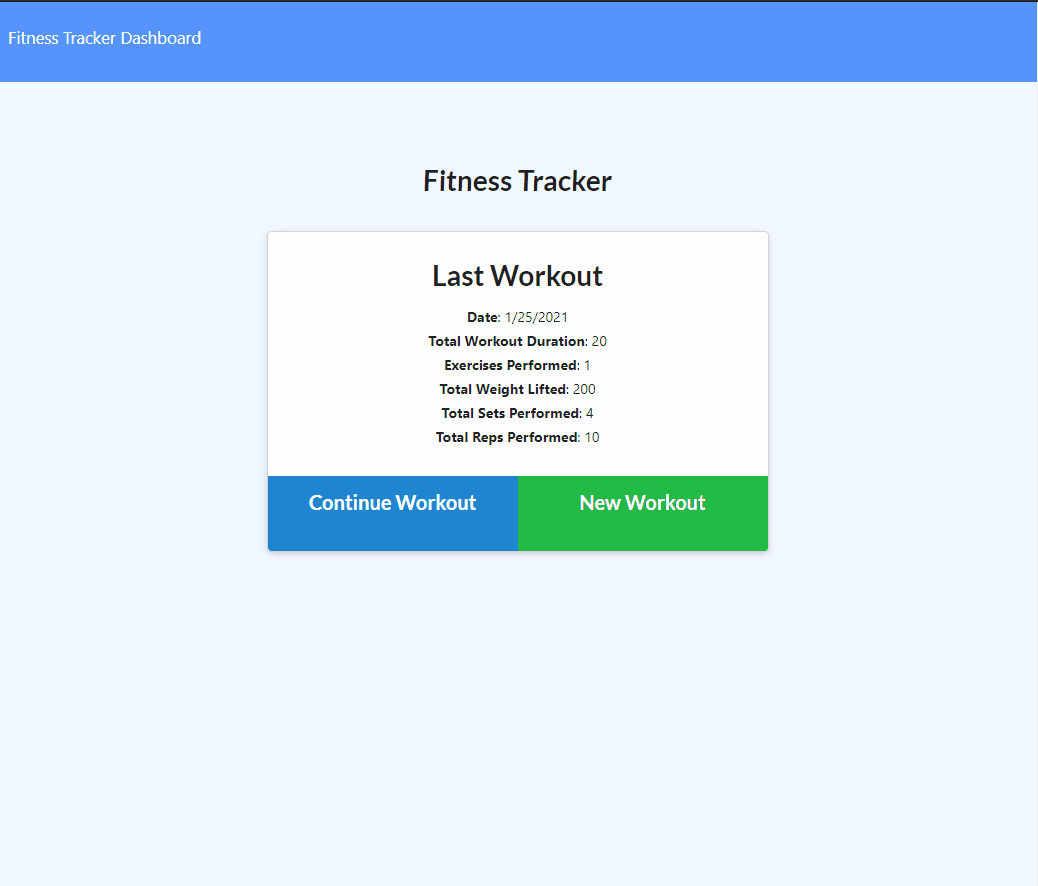 Fitness Tracker Dashboard
Fitness Tracker
Last Workout
Date: 1/25/2021
Total Workout Duration: 20
Exercises Performed: 1
Total Weight Lifted: 200
Total Sets Performed: 4
Total Reps Performed: 10
Continue Workout New Workout